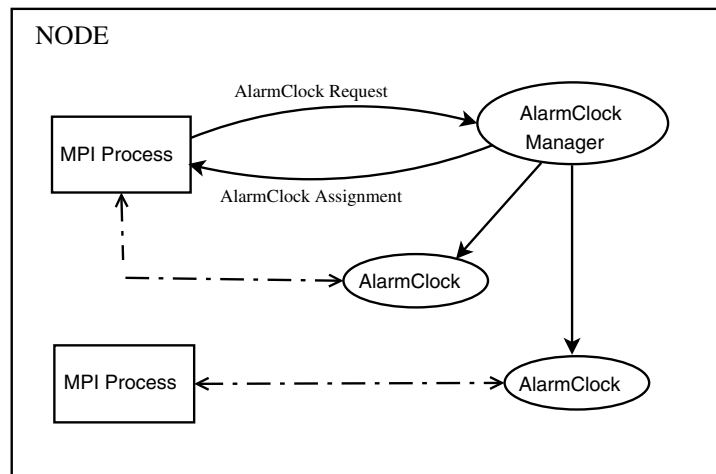 NODE
AlarmClock Request
AlarmClock
Manager
MPI Process
AlarmClock Assignment
AlarmClock
MPI Process
AlarmClock